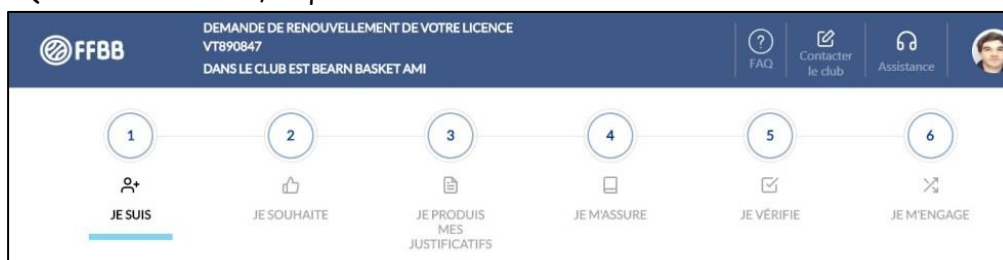 FFBB
DEMANDE DE RENOUVELLEMENT DE VOTRE LICENCE
VT890847
DANS LE CLUB EST BEARN BASKET AMI
?
FAQ
Contacter
le club
Assistance
1
2
3
4
5
6
JE SUIS
JE SOUHAITE
JE PRODUIS
MES
JUSTIFICATIFS
JE M'ASSURE
JE VÉRIFIE
JE M'ENGAGE